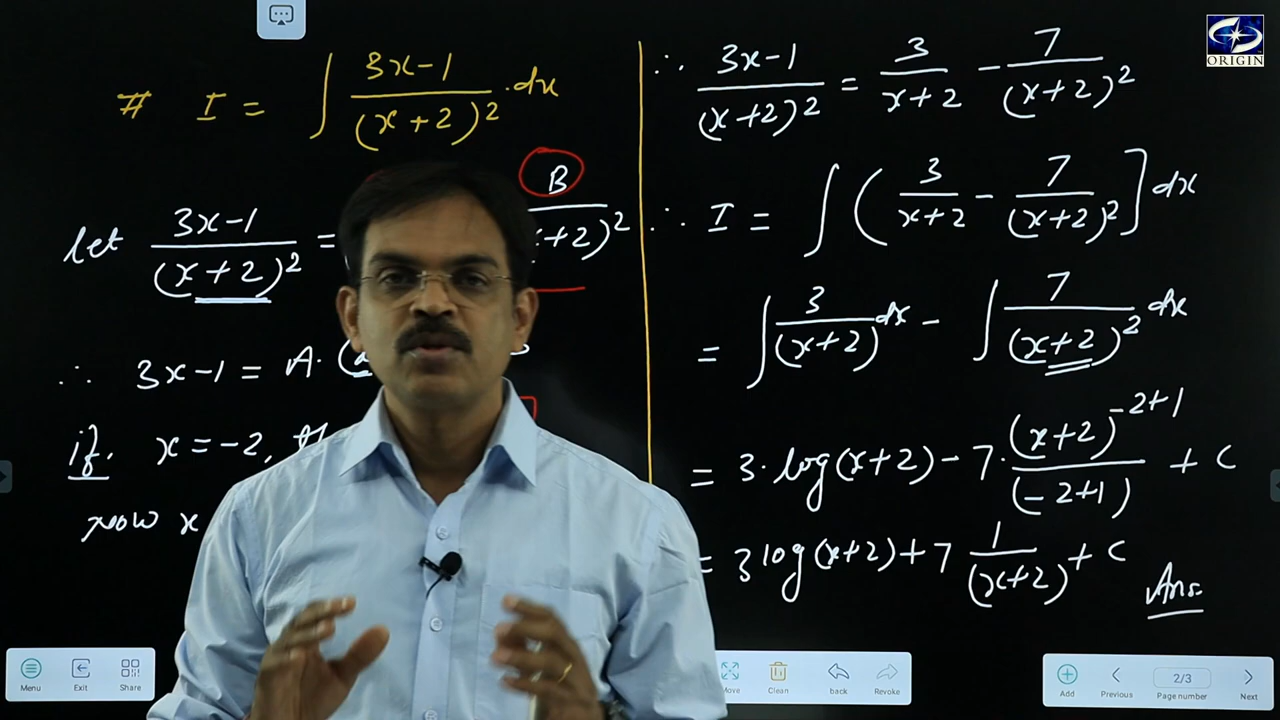 # I = ∫ 3x-1 / (x+2)² . dx
let 3x-1 / (x+2)² = B / +2)²
∴ 3x-1 = A. (
if. x = -2,
now x
∴ 3x-1 / (x+2)² = 3 / x+2 - 7 / (x+2)²
∴ I = ∫ ( 3 / x+2 - 7 / (x+2)² ] dx
= ∫ 3 / (x+2) dx - ∫ 7 / (x+2)² dx
= 3. log(x+2) - 7. (x+2)^-2+1 / (-2+1) + c
= 3 log(x+2) + 7 1 / (x+2) + c
Ans
ORIGIN
Menu Exit Share
Move Clean back Revoke
Add Previous 2/3 Page number Next